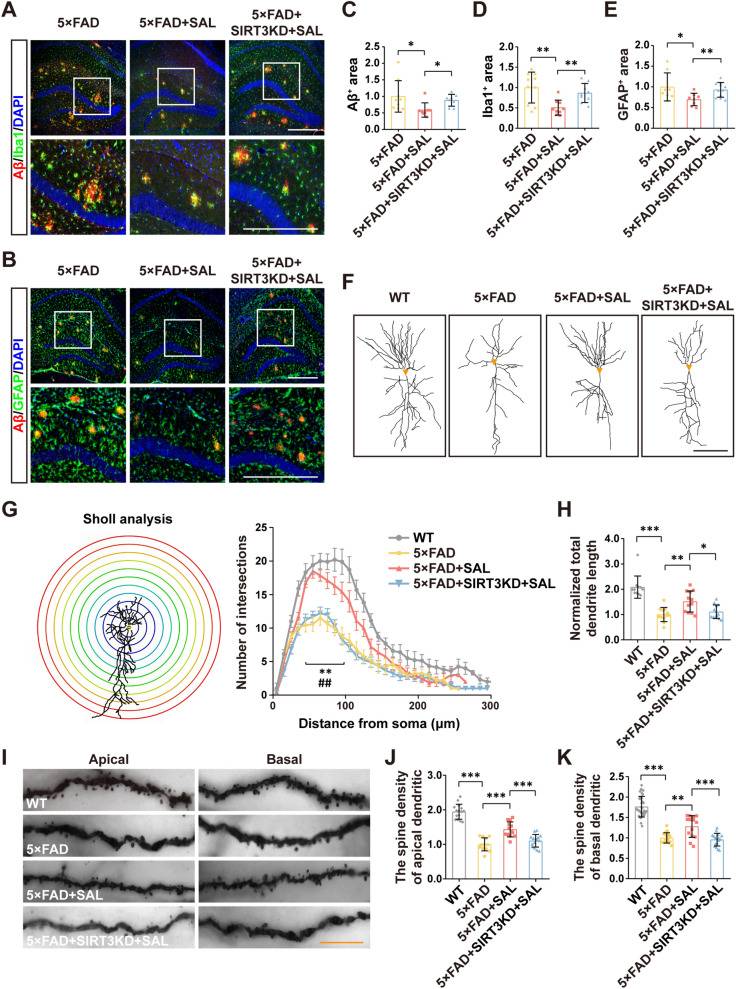 A
5×FAD
5×FAD+SAL
5×FAD+
SIRT3KD+SAL
Aβ/Iba1/DAPI
B
5×FAD
5×FAD+SAL
5×FAD+
SIRT3KD+SAL
Aβ/GFAP/DAPI
C
Aβ⁺ area
2.5
2.0
1.5
1.0
0.5
0.0
*
*
5×FAD
5×FAD+SAL
5×FAD+SIRT3KD+SAL
D
Iba1⁺ area
2.0
1.5
1.0
0.5
0.0
**
**
5×FAD
5×FAD+SAL
5×FAD+SIRT3KD+SAL
E
GFAP⁺ area
2.0
1.5
1.0
0.5
0.0
*
**
5×FAD
5×FAD+SAL
5×FAD+SIRT3KD+SAL
F
WT
5×FAD
5×FAD+SAL
5×FAD+
SIRT3KD+SAL
G
Sholl analysis
Number of intersections
25
20
15
10
5
0
0
100
200
300
Distance from soma (μm)
**
##
WT
5×FAD
5×FAD+SAL
5×FAD+SIRT3KD+SAL
H
Normalized total
dendrite length
4.0
3.0
2.0
1.0
0.0
***
**
*
WT
5×FAD
5×FAD+SAL
5×FAD+SIRT3KD+SAL
I
Apical
Basal
WT
5×FAD
5×FAD+SAL
5×FAD+SIRT3KD+SAL
J
The spine density
of apical dendritic
3.0
2.0
1.0
0.0
***
***
***
WT
5×FAD
5×FAD+SAL
5×FAD+SIRT3KD+SAL
K
The spine density
of basal dendritic
2.5
2.0
1.5
1.0
0.5
0.0
***
**
***
WT
5×FAD
5×FAD+SAL
5×FAD+SIRT3KD+SAL